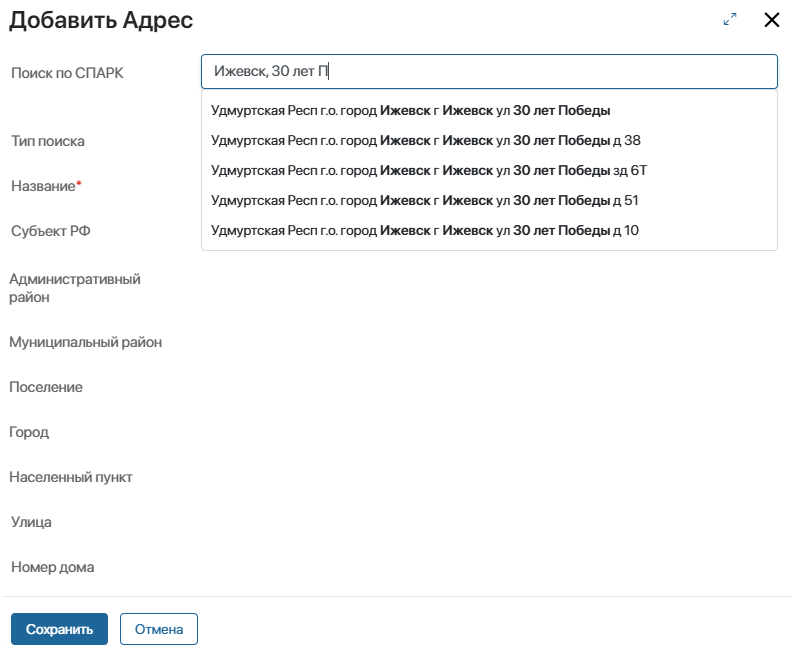 Добавить Адрес
Поиск по СПАРК
Ижевск, 30 лет П
Удмуртская Респ г.о. город Ижевск г Ижевск ул 30 лет Победы
Удмуртская Респ г.о. город Ижевск г Ижевск ул 30 лет Победы д 38
Удмуртская Респ г.о. город Ижевск г Ижевск ул 30 лет Победы зд 6Т
Удмуртская Респ г.о. город Ижевск г Ижевск ул 30 лет Победы д 51
Удмуртская Респ г.о. город Ижевск г Ижевск ул 30 лет Победы д 10
Тип поиска
Название*
Субъект РФ
Административный
район
Муниципальный район
Поселение
Город
Населенный пункт
Улица
Номер дома
Сохранить
Отмена